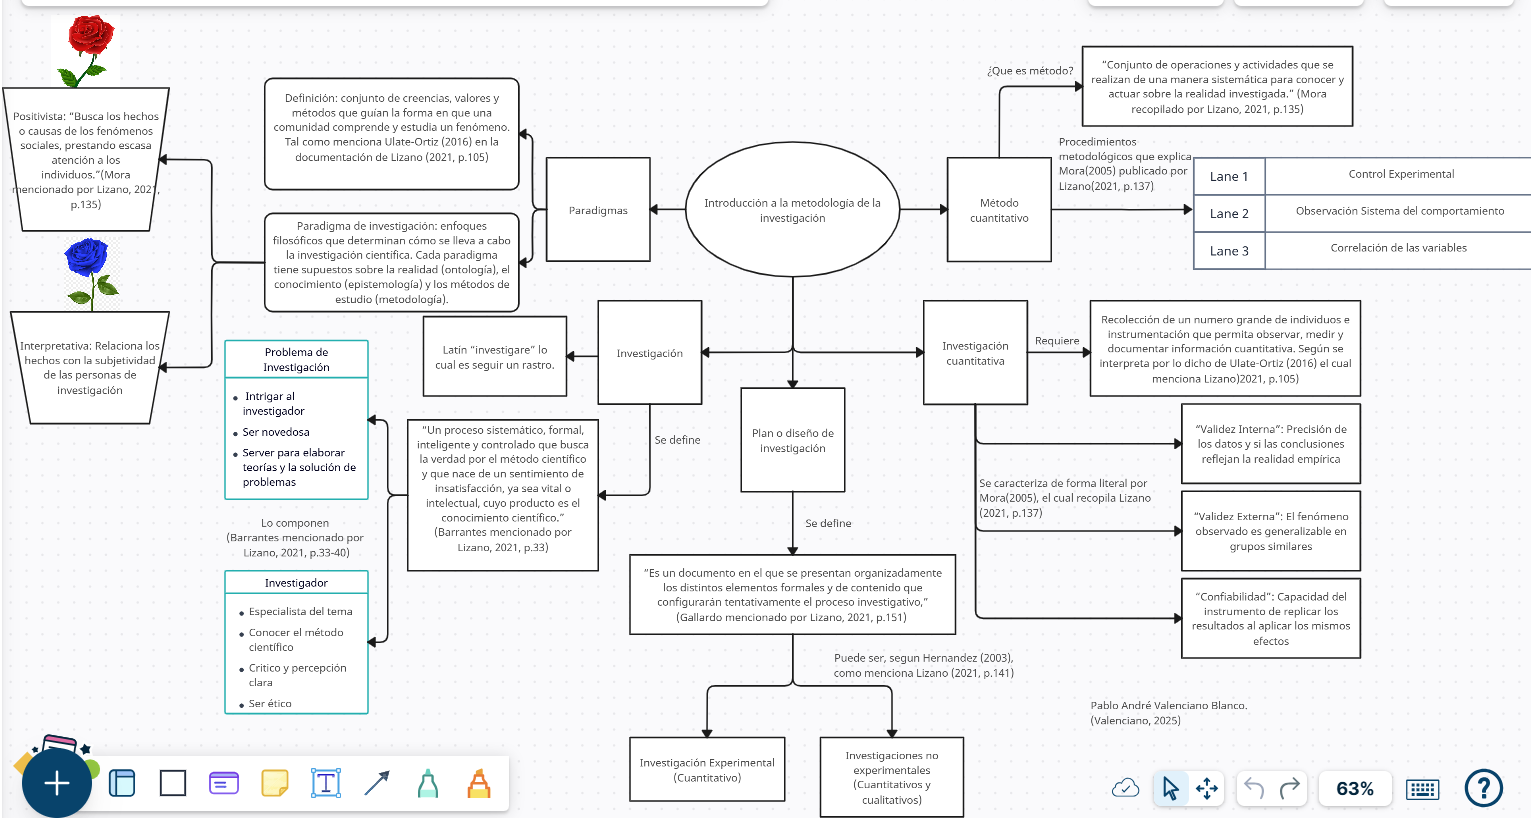 Positivista: “Busca los hechos
o causas de los fenómenos
sociales, prestando escasa
atención a los
individuos.”(Mora
mencionado por Lizano, 2021,
p.135)
Interpretativa: Relaciona los
hechos con la subjetividad
de las personas de
investigación
Definición: conjunto de creencias, valores y
métodos que guían la forma en que una
comunidad comprende y estudia un fenómeno.
Tal como menciona Ulate-Ortiz (2016) en la
documentación de Lizano (2021, p.105)
Paradigma de investigación: enfoques
filosóficos que determinan cómo se lleva a cabo
la investigación científica. Cada paradigma
tiene supuestos sobre la realidad (ontología), el
conocimiento (epistemología) y los métodos de
estudio (metodología).
Paradigmas
Introducción a la metodología de la
investigación
Método
cuantitativo
¿Que es método?
“Conjunto de operaciones y actividades que se
realizan de una manera sistemática para conocer y
actuar sobre la realidad investigada.” (Mora
recopilado por Lizano, 2021, p.135)
Procedimientos
metodológicos que explica
Mora(2005) publicado por
Lizano(2021, p.137)
Lane 1
Control Experimental
Lane 2
Observación Sistema del comportamiento
Lane 3
Correlación de las variables
Latín “investigare” lo
cual es seguir un rastro.
Investigación
Se define
“Un proceso sistemático, formal,
inteligente y controlado que busca
la verdad por el método científico
y que nace de un sentimiento de
insatisfacción, ya sea vital o
intelectual, cuyo producto es el
conocimiento científico.”
(Barrantes mencionado por
Lizano, 2021, p.33)
Problema de
Investigación
Intrigar al
investigador
Ser novedosa
Server para elaborar
teorías y la solución de
problemas
Lo componen
(Barrantes mencionado por
Lizano, 2021, p.33-40)
Investigador
Especialista del tema
Conocer el método
científico
Critico y percepción
clara
Ser ético
Plan o diseño de
investigación
Se define
“Es un documento en el que se presentan organizadamente
los distintos elementos formales y de contenido que
configurarán tentativamente el proceso investigativo,”
(Gallardo mencionado por Lizano, 2021, p.151)
Puede ser, segun Hernandez (2003),
como menciona Lizano (2021, p.141)
Investigación Experimental
(Cuantitativo)
Investigaciones no
experimentales
(Cuantitativos y
cualitativos)
Investigación
cuantitativa
Requiere
Recolección de un numero grande de individuos e
instrumentación que permita observar, medir y
documentar información cuantitativa. Según se
interpreta por lo dicho de Ulate-Ortiz (2016) el cual
menciona Lizano)2021, p.105)
Se caracteriza de forma literal por
Mora(2005), el cual recopila Lizano
(2021, p.137)
“Validez Interna”: Precisión de
los datos y si las conclusiones
reflejan la realidad empírica
“Validez Externa”: El fenómeno
observado es generalizable en
grupos similares
“Confiabilidad”: Capacidad del
instrumento de replicar los
resultados al aplicar los mismos
efectos
Pablo André Valenciano Blanco.
(Valenciano, 2025)
63%